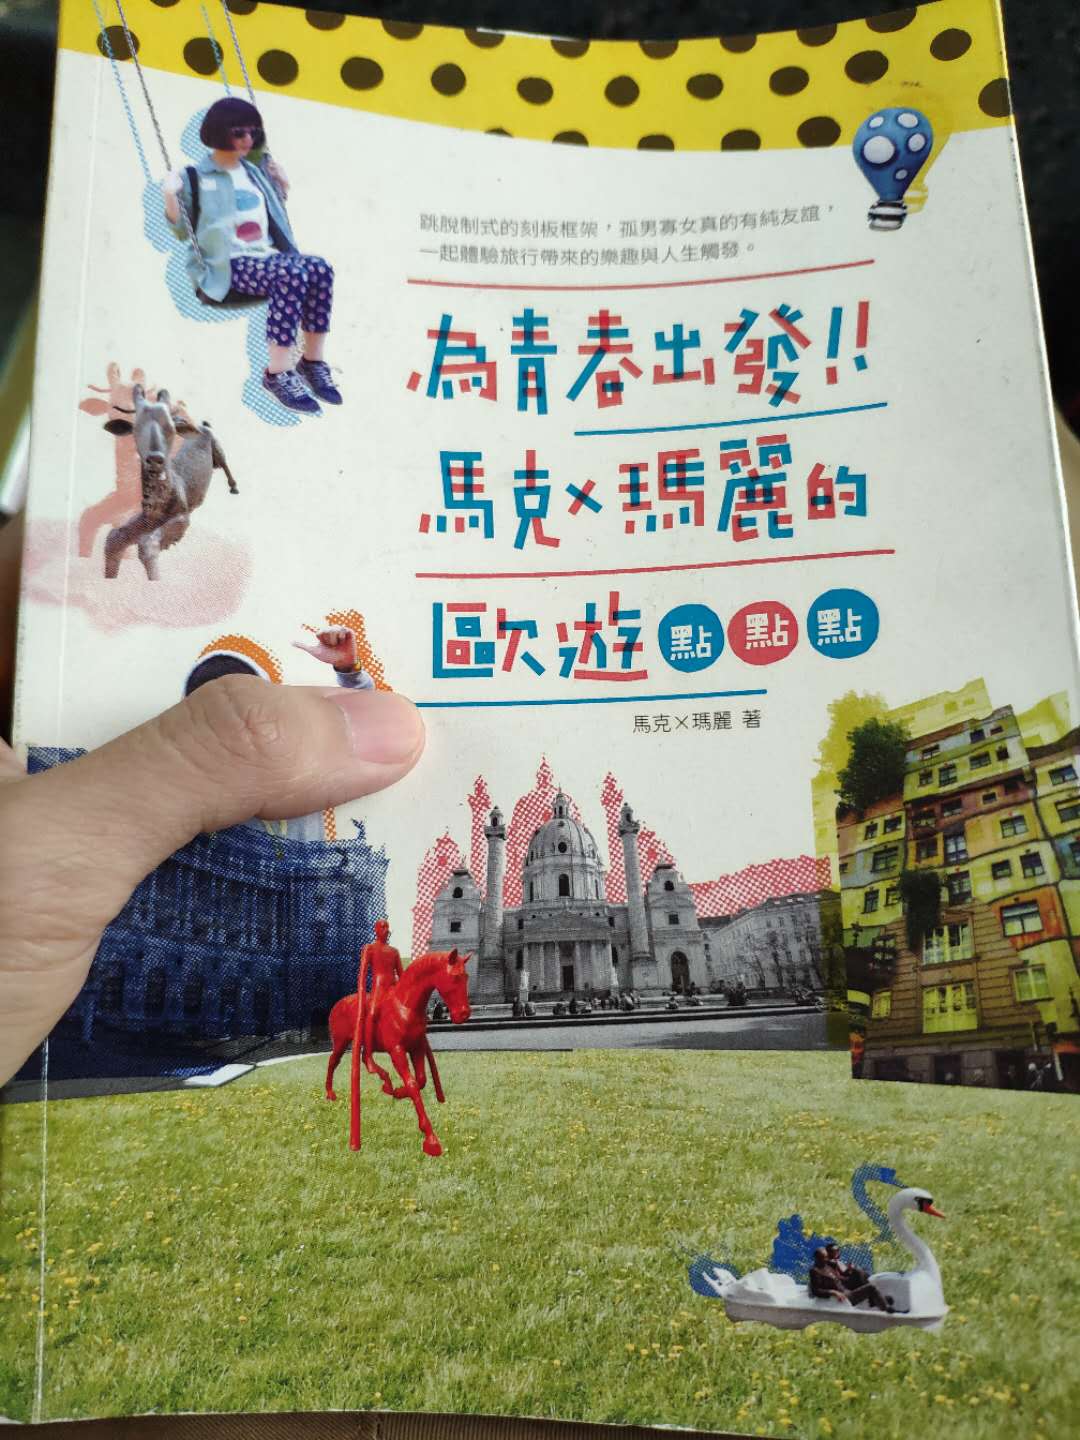 跳脫制式的刻板框架，孤男寡女真的有純友誼，
一起體驗旅行帶來的樂趣與人生觸發。
為青春出發!!
馬克×瑪麗的
歐遊點點點
馬克×瑪麗 著